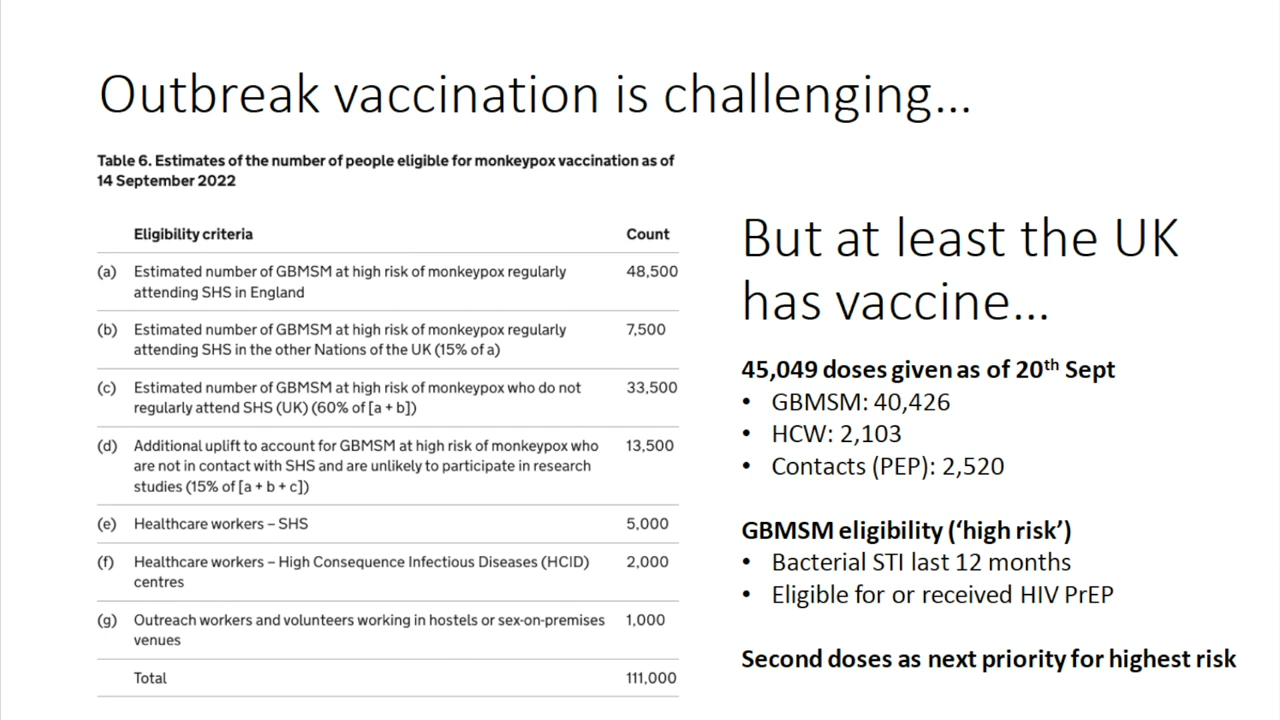 Outbreak vaccination is challenging...
Table 6. Estimates of the number of people eligible for monkeypox vaccination as of
14 September 2022
Eligibility criteria Count
(a) Estimated number of GBMSM at high risk of monkeypox regularly 48,500
attending SHS in England
(b) Estimated number of GBMSM at high risk of monkeypox regularly 7,500
attending SHS in the other Nations of the UK (15% of a)
(c) Estimated number of GBMSM at high risk of monkeypox who do not 33,500
regularly attend SHS (UK) (60% of [a + b])
(d) Additional uplift to account for GBMSM at high risk of monkeypox who 13,500
are not in contact with SHS and are unlikely to participate in research
studies (15% of [a + b + c])
(e) Healthcare workers – SHS 5,000
(f) Healthcare workers – High Consequence Infectious Diseases (HCID) 2,000
centres
(g) Outreach workers and volunteers working in hostels or sex-on-premises 1,000
venues
Total 111,000
But at least the UK
has vaccine...
45,049 doses given as of 20th Sept
• GBMSM: 40,426
• HCW: 2,103
• Contacts (PEP): 2,520
GBMSM eligibility (‘high risk’)
• Bacterial STI last 12 months
• Eligible for or received HIV PrEP
Second doses as next priority for highest risk